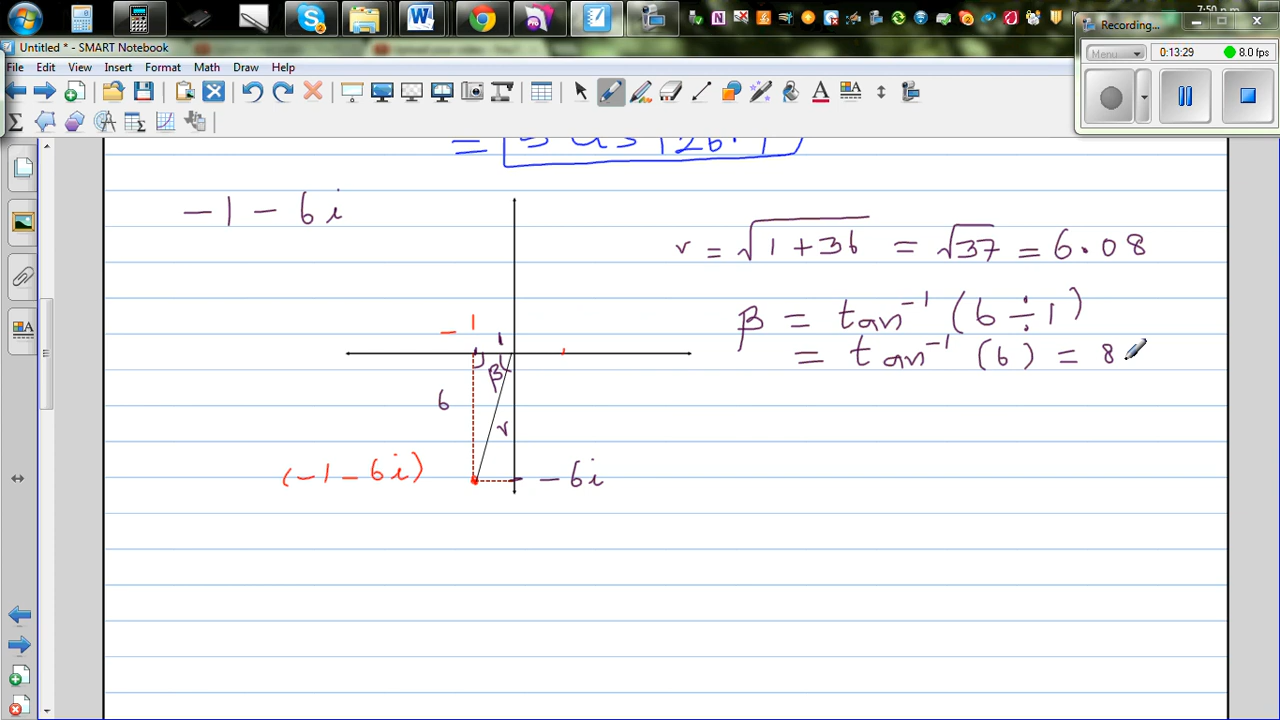 7:50 p.m.
Recording...
Menu
0:13:29
8.0 fps
Untitled * - SMART Notebook
File Edit View Insert Format Math Draw Help
-1 - 6i
r = √1 + 36 = √37 = 6.08
β = tan⁻¹ (6 ÷ 1)
= tan⁻¹ (6) = 8
- 1
1
β
6
r
(-1 - 6i)
- 6i